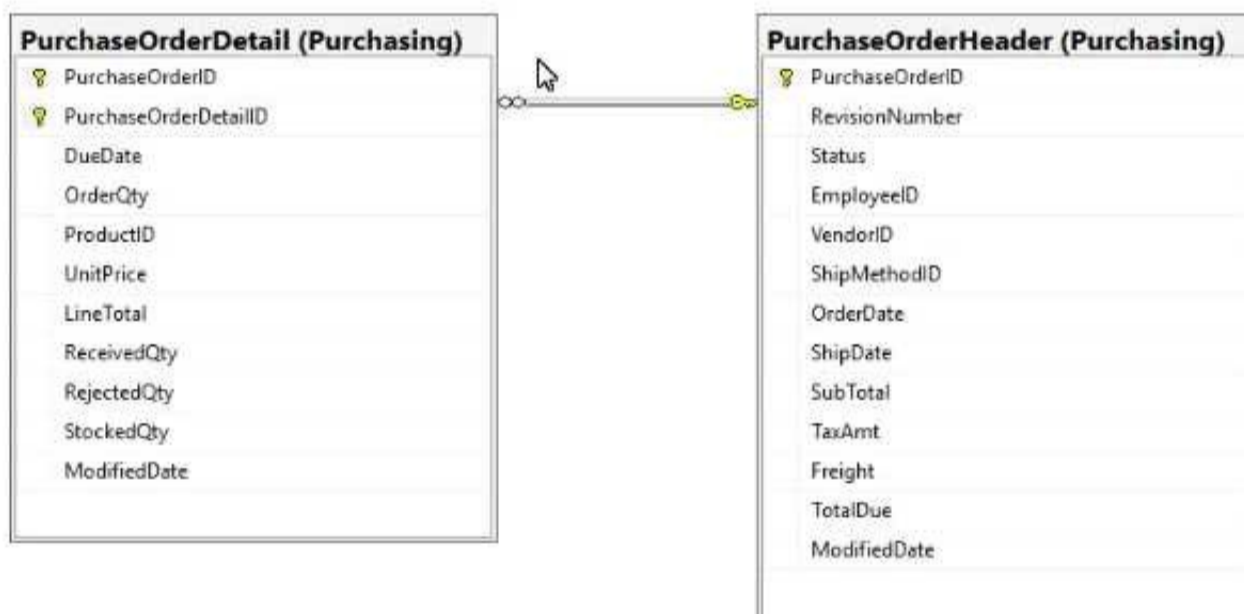 PurchaseOrderDetail (Purchasing)
PurchaseOrderID
PurchaseOrderDetailID
DueDate
OrderQty
ProductID
UnitPrice
LineTotal
ReceivedQty
RejectedQty
StockedQty
ModifiedDate
PurchaseOrderHeader (Purchasing)
PurchaseOrderID
RevisionNumber
Status
EmployeeID
VendorID
ShipMethodID
OrderDate
ShipDate
SubTotal
TaxAmt
Freight
TotalDue
ModifiedDate